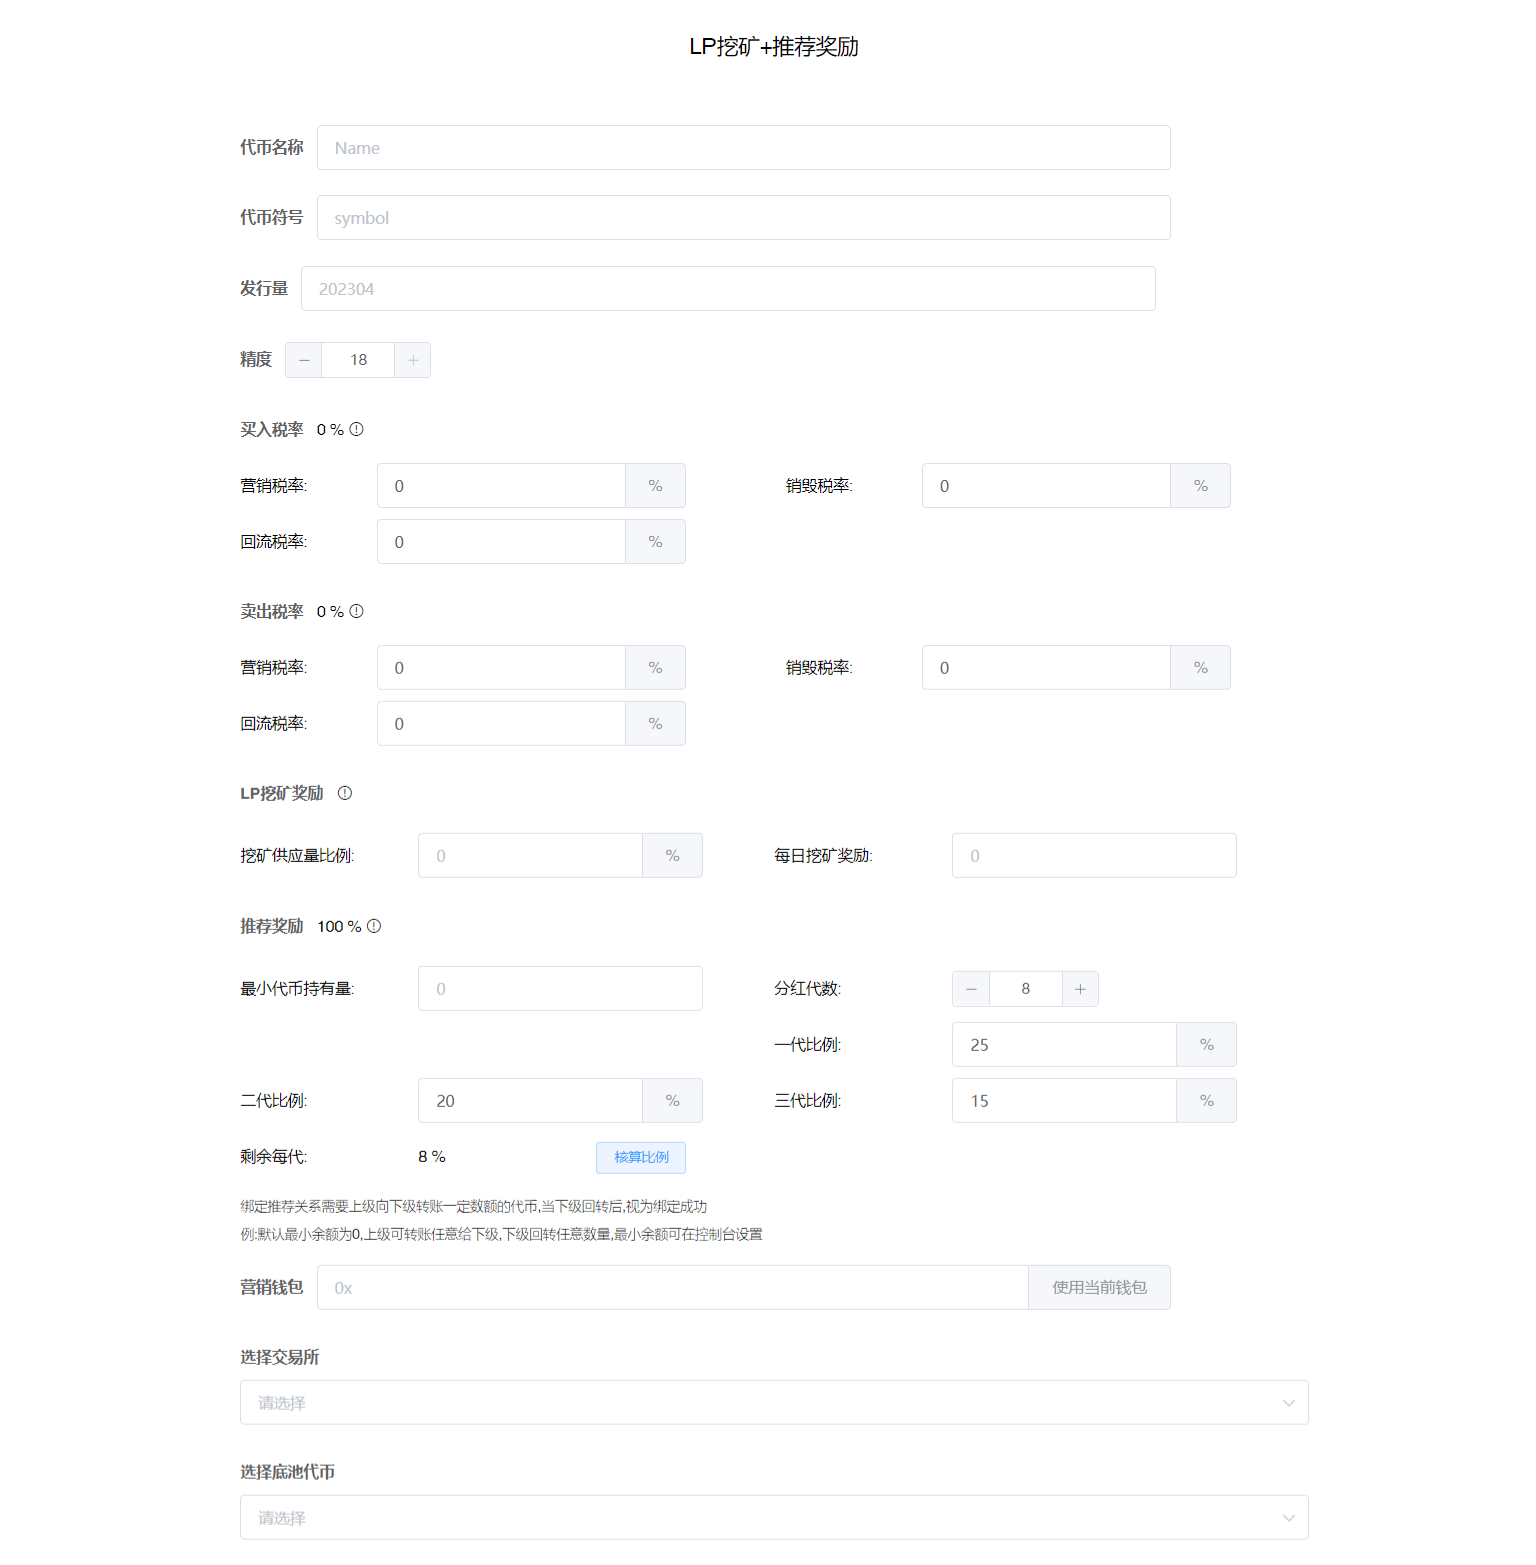 LP挖矿+推荐奖励
代币名称 Name
代币符号 symbol
发行量 202304
精度 − 18 +
买入税率 0 %
营销税率: 0 % 销毁税率: 0 %
回流税率: 0 %
卖出税率 0 %
营销税率: 0 % 销毁税率: 0 %
回流税率: 0 %
LP挖矿奖励
挖矿供应量比例: 0 % 每日挖矿奖励: 0
推荐奖励 100 %
最小代币持有量: 0 分红代数: − 8 +
一代比例: 25 %
二代比例: 20 % 三代比例: 15 %
剩余每代: 8 % 核算比例
绑定推荐关系需要上级向下级转账一定数额的代币,当下级回转后,视为绑定成功
例:默认最小余额为0,上级可转账任意给下级,下级回转任意数量,最小余额可在控制台设置
营销钱包 0x 使用当前钱包
选择交易所
请选择
选择底池代币
请选择